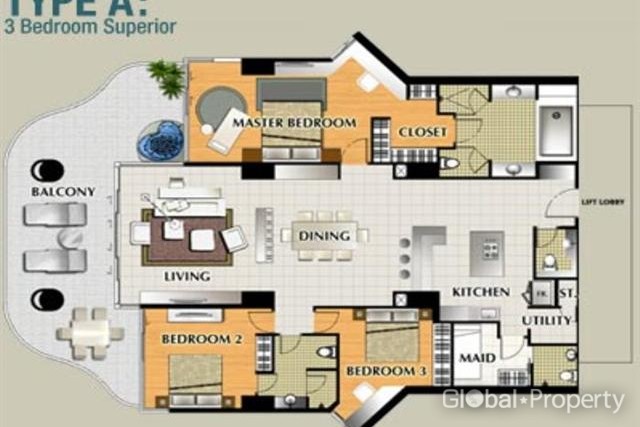 TYPE A:
3 Bedroom Superior
MASTER BEDROOM
CLOSET
BALCONY
LIFT LOBBY
DINING
LIVING
KITCHEN
FR.
ST.
UTILITY
BEDROOM 2
MAID
BEDROOM 3
Global Property